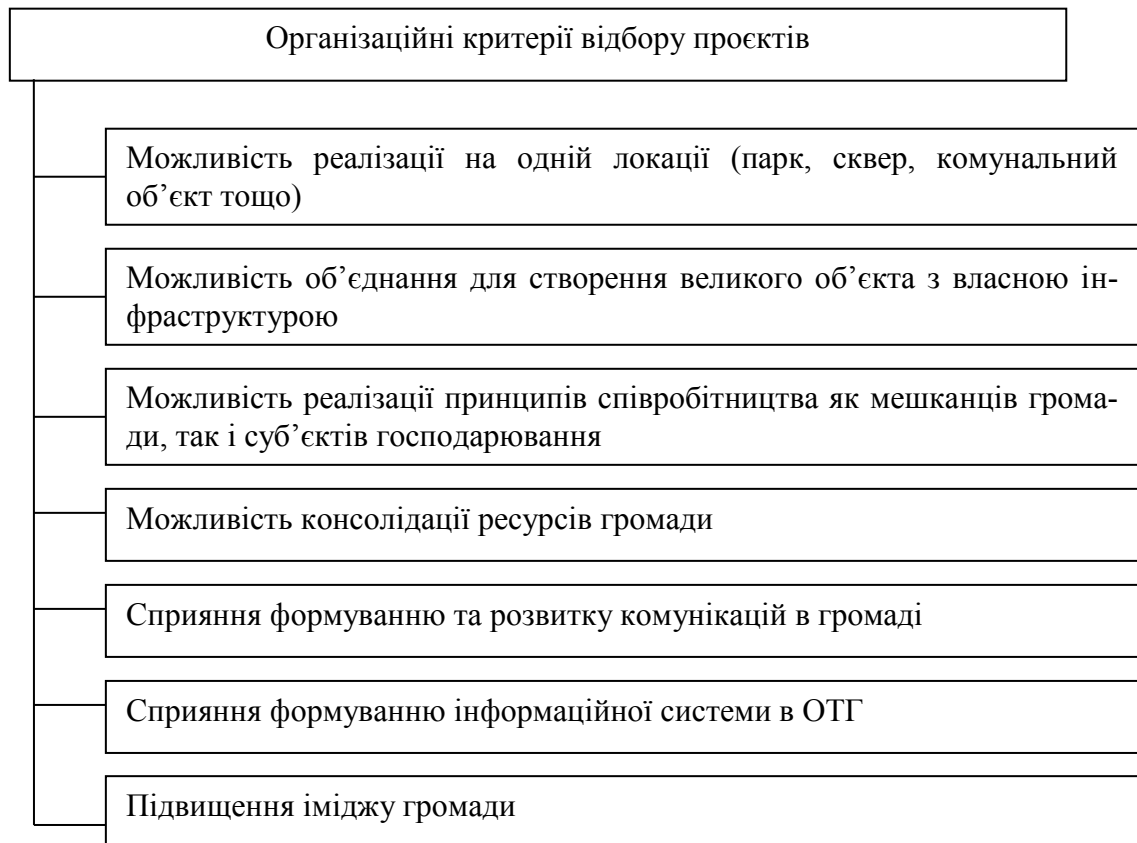 Організаційні критерії відбору проєктів
Можливість реалізації на одній локації (парк, сквер, комунальний
об’єкт тощо)
Можливість об’єднання для створення великого об’єкта з власною ін-
фраструктурою
Можливість реалізації принципів співробітництва як мешканців грома-
ди, так і суб’єктів господарювання
Можливість консолідації ресурсів громади
Сприяння формуванню та розвитку комунікацій в громаді
Сприяння формуванню інформаційної системи в ОТГ
Підвищення іміджу громади